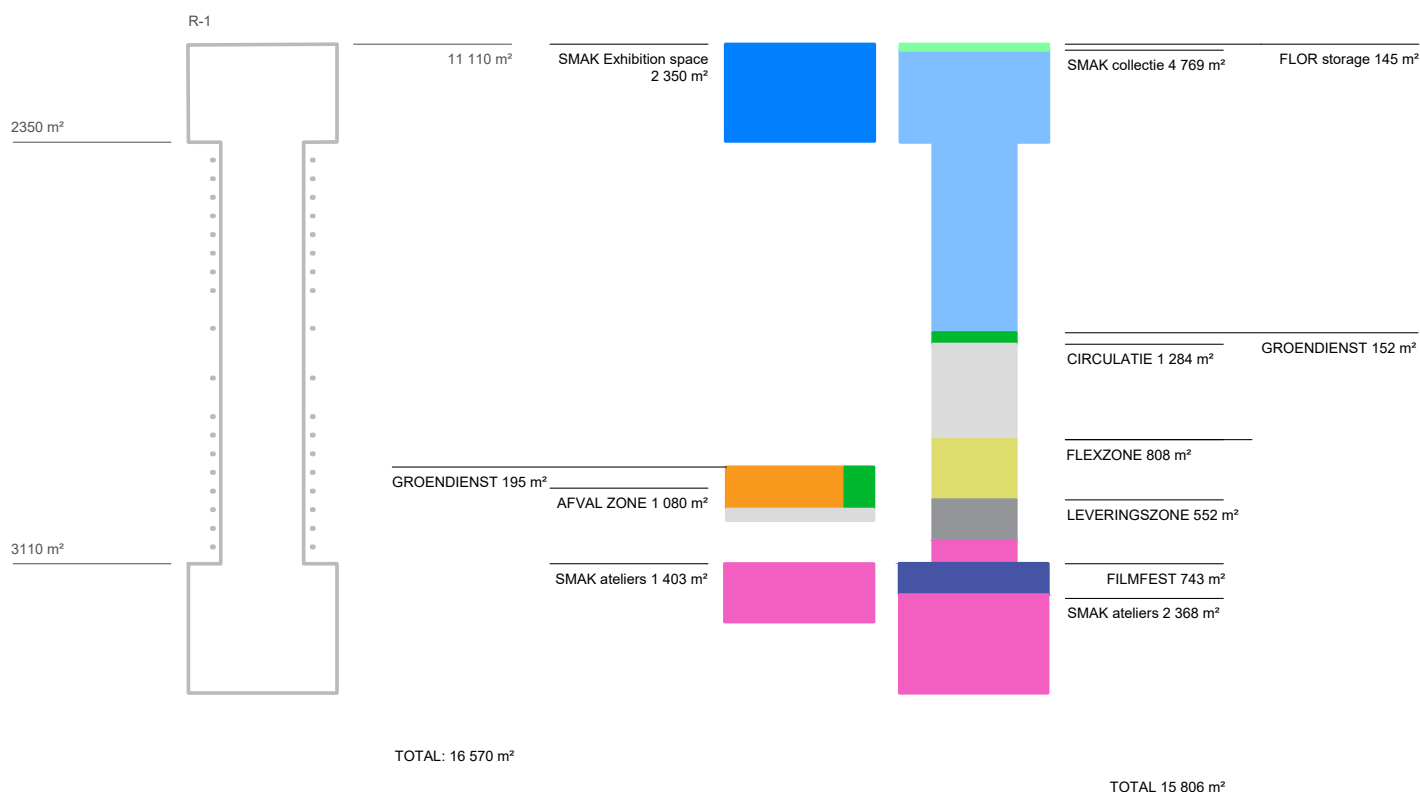 R-1
11 110 m²
SMAK Exhibition space
2 350 m²
SMAK collectie 4 769 m²
FLOR storage 145 m²
2350 m²
GROENDIENST 152 m²
CIRCULATIE 1 284 m²
FLEXZONE 808 m²
GROENDIENST 195 m²
AFVAL ZONE 1 080 m²
LEVERINGSZONE 552 m²
3110 m²
SMAK ateliers 1 403 m²
FILMFEST 743 m²
SMAK ateliers 2 368 m²
TOTAL: 16 570 m²
TOTAL 15 806 m²